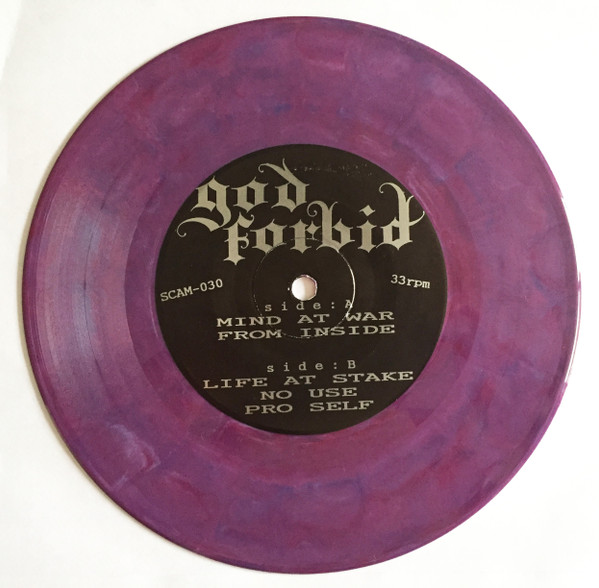 god
forbid
SCAM-030
33rpm
side:A
MIND AT WAR
FROM INSIDE
side:B
LIFE AT STAKE
NO USE
PRO SELF